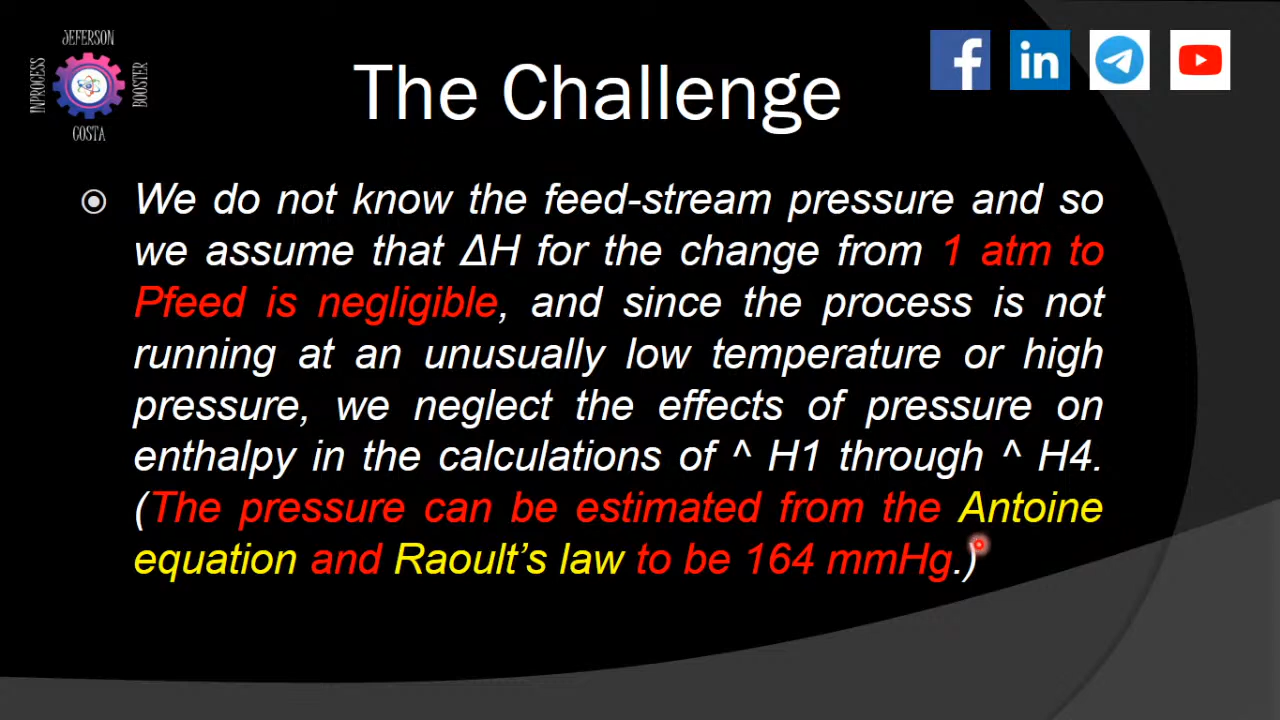 JEFERSON
INPROCESS
BOOSTER
COSTA
The Challenge
f
in
We do not know the feed-stream pressure and so
we assume that ΔH for the change from 1 atm to
Pfeed is negligible, and since the process is not
running at an unusually low temperature or high
pressure, we neglect the effects of pressure on
enthalpy in the calculations of ^ H1 through ^ H4.
(The pressure can be estimated from the Antoine
equation and Raoult’s law to be 164 mmHg.)